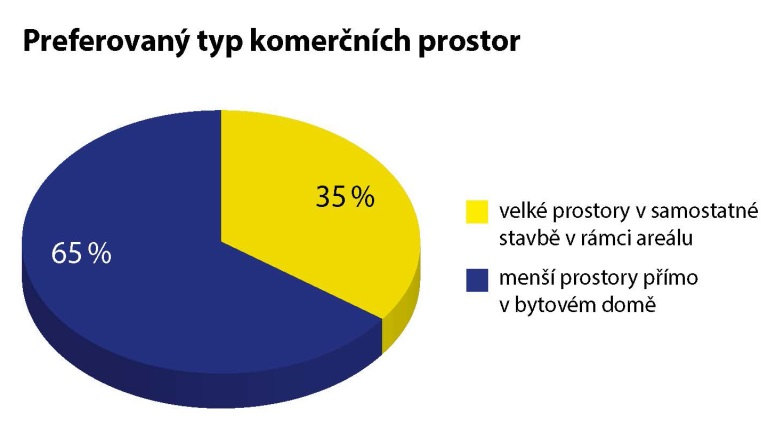 Preferovaný typ komerčních prostor
35 %
65 %
velké prostory v samostatné
stavbě v rámci areálu
menší prostory přímo
v bytovém domě